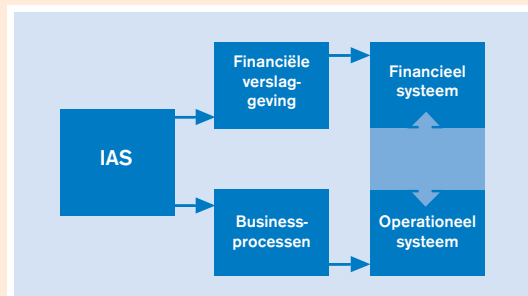 IAS
Financiële
verslag-
geving
Financieel
systeem
Business-
processen
Operationeel
systeem